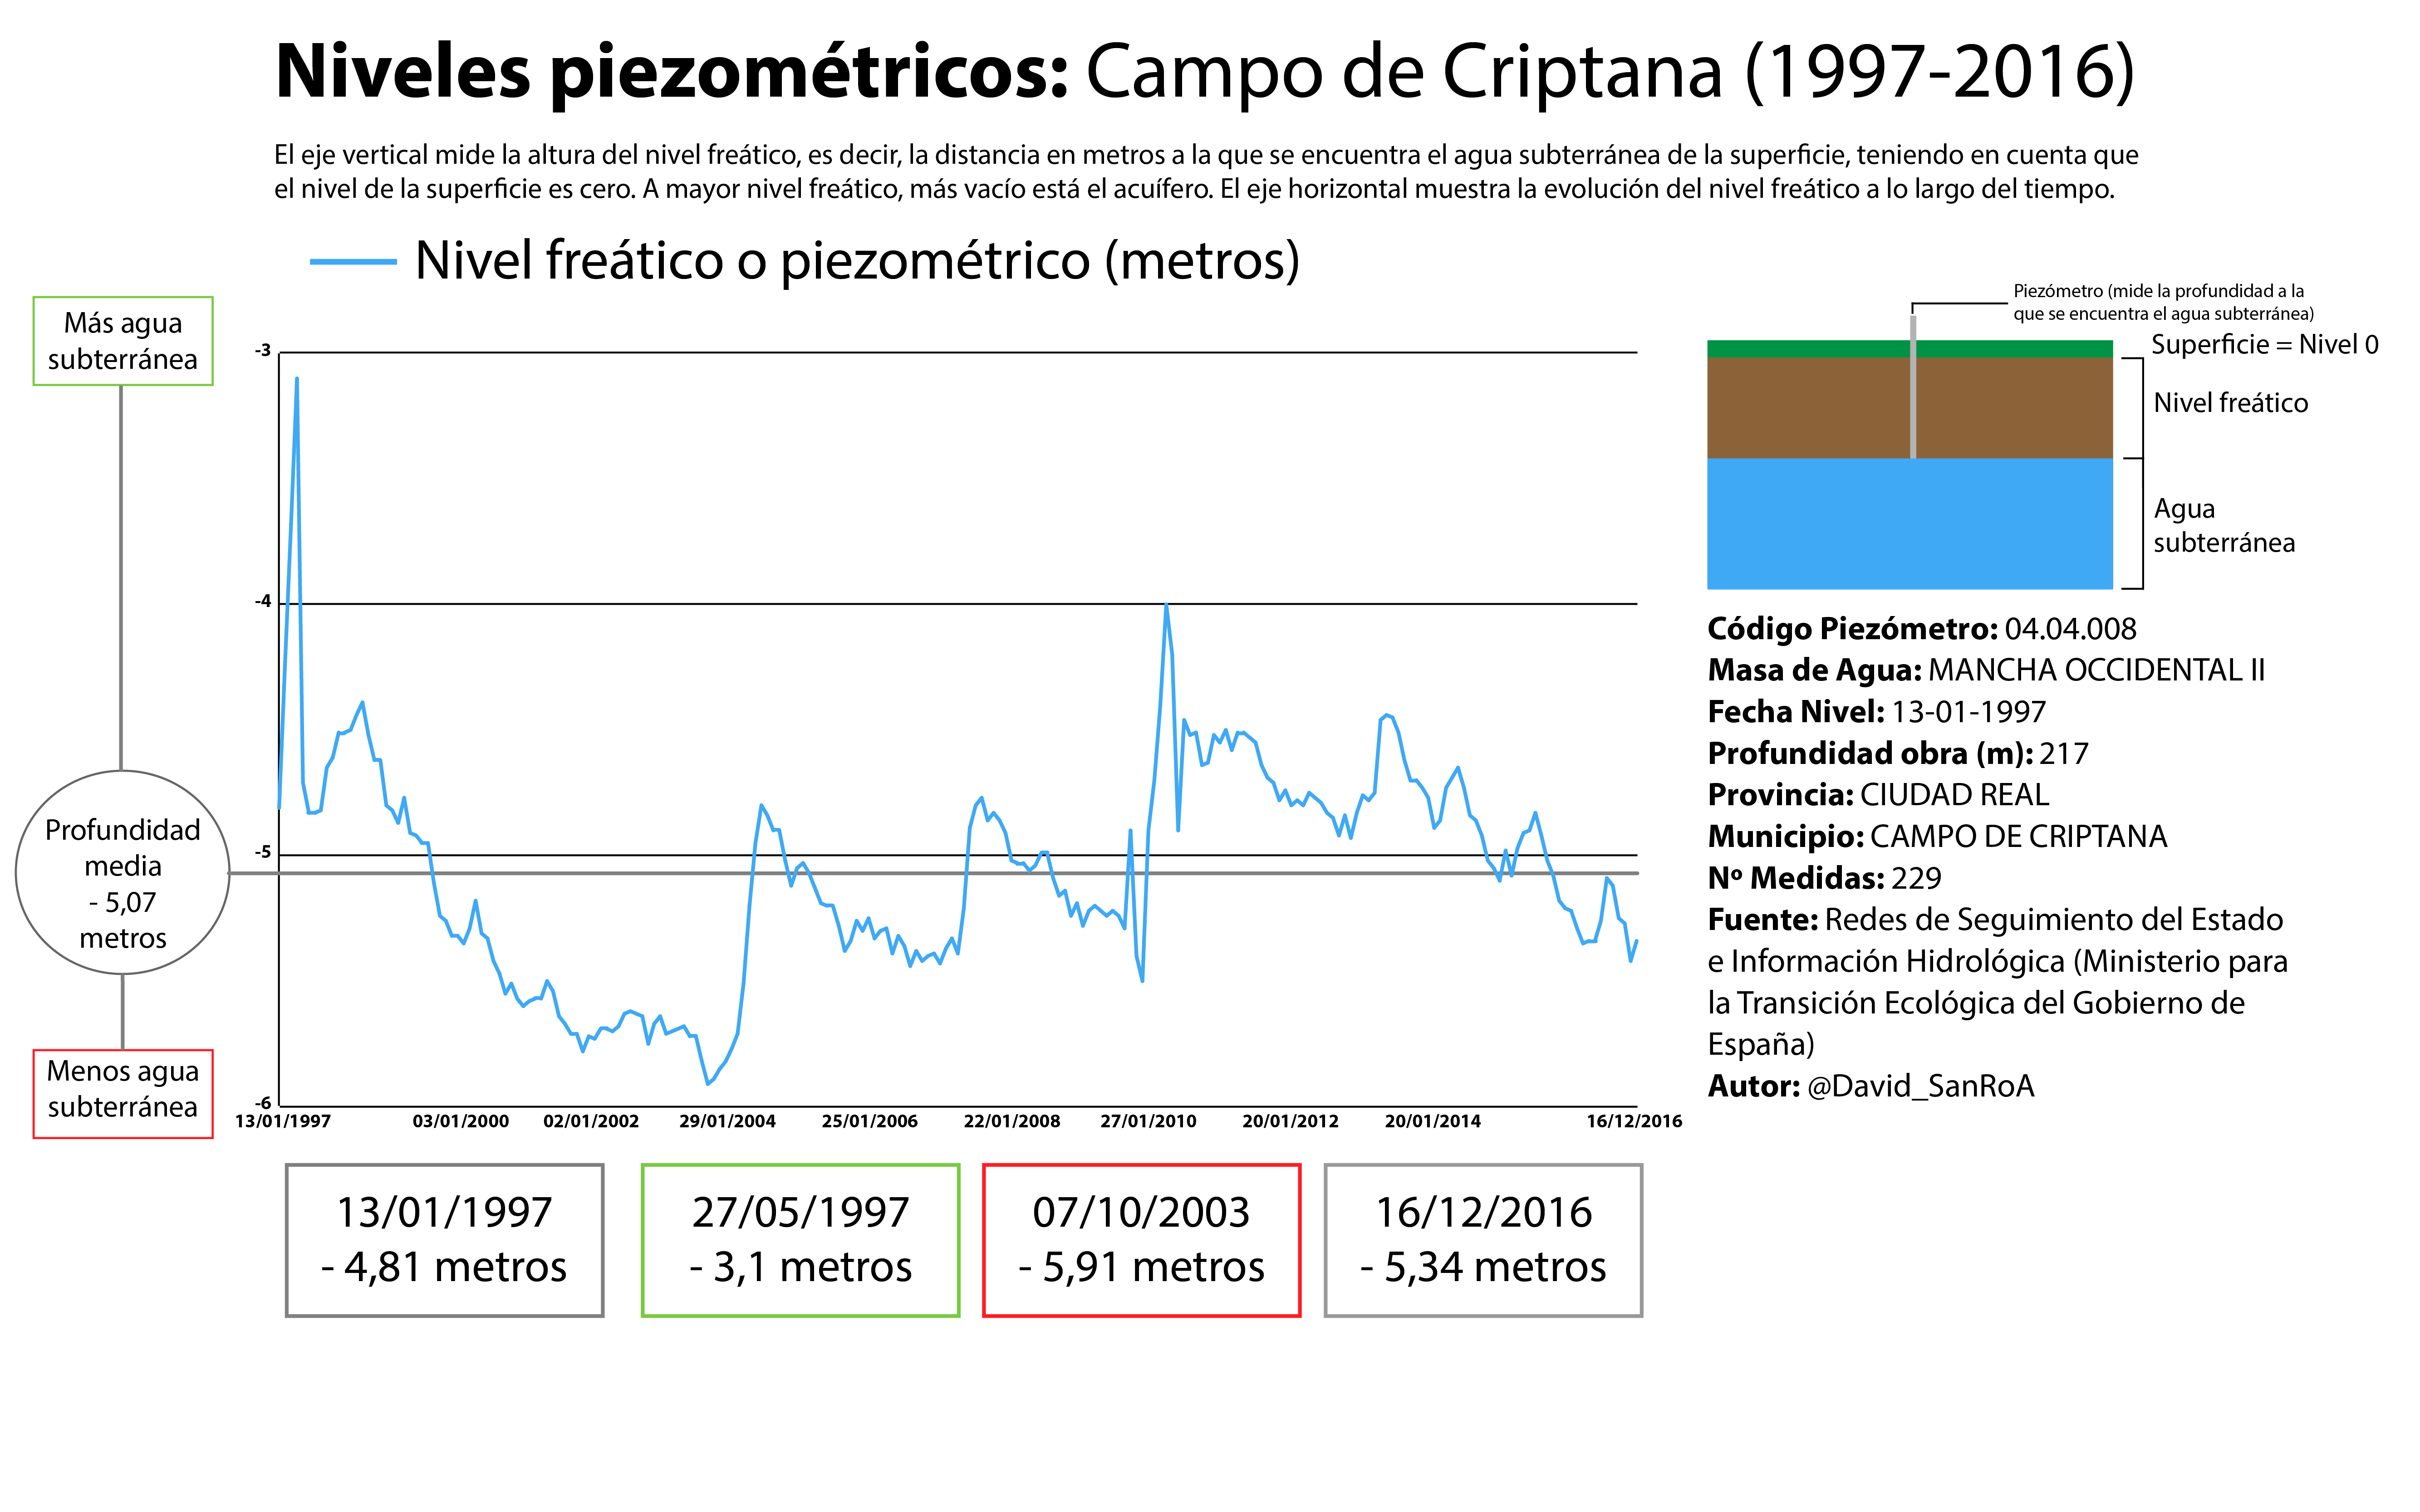 Niveles piezométricos: Campo de Criptana (1997-2016)
El eje vertical mide la altura del nivel freático, es decir, la distancia en metros a la que se encuentra el agua subterránea de la superficie, teniendo en cuenta que
el nivel de la superficie es cero. A mayor nivel freático, más vacío está el acuífero. El eje horizontal muestra la evolución del nivel freático a lo largo del tiempo.
Nivel freático o piezométrico (metros)
Más agua
subterránea
Profundidad
media
- 5,07
metros
Menos agua
subterránea
-3
-4
-5
-6
13/01/1997
03/01/2000
02/01/2002
29/01/2004
25/01/2006
22/01/2008
27/01/2010
20/01/2012
20/01/2014
16/12/2016
13/01/1997
- 4,81 metros
27/05/1997
- 3,1 metros
07/10/2003
- 5,91 metros
16/12/2016
- 5,34 metros
Piezómetro (mide la profundidad a la
que se encuentra el agua subterránea)
Superficie = Nivel 0
Nivel freático
Agua
subterránea
Código Piezómetro: 04.04.008
Masa de Agua: MANCHA OCCIDENTAL II
Fecha Nivel: 13-01-1997
Profundidad obra (m): 217
Provincia: CIUDAD REAL
Municipio: CAMPO DE CRIPTANA
Nº Medidas: 229
Fuente: Redes de Seguimiento del Estado
e Información Hidrológica (Ministerio para
la Transición Ecológica del Gobierno de
España)
Autor: @David_SanRoA